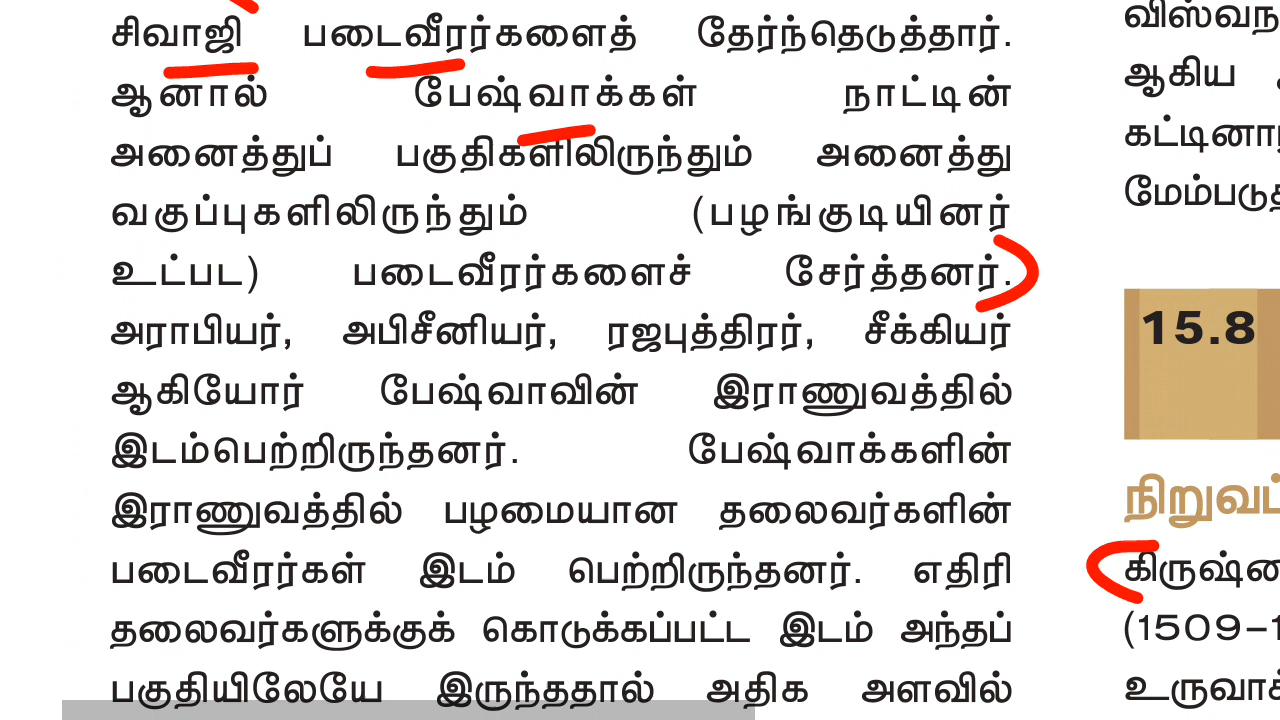 சிவாஜி படைவீரர்களைத் தேர்ந்தெடுத்தார்.
ஆனால் பேஷ்வாக்கள் நாட்டின்
அனைத்துப் பகுதிகளிலிருந்தும் அனைத்து
வகுப்புகளிலிருந்தும் (பழங்குடியினர்
உட்பட) படைவீரர்களைச் சேர்த்தனர்.
அராபியர், அபிசீனியர், ரஜபுத்திரர், சீக்கியர்
ஆகியோர் பேஷ்வாவின் இராணுவத்தில்
இடம்பெற்றிருந்தனர். பேஷ்வாக்களின்
இராணுவத்தில் பழமையான தலைவர்களின்
படைவீரர்கள் இடம் பெற்றிருந்தனர். எதிரி
தலைவர்களுக்குக் கொடுக்கப்பட்ட இடம் அந்தப்
பகுதியிலேயே இருந்ததால் அதிக அளவில்
ஆகிய
15.8